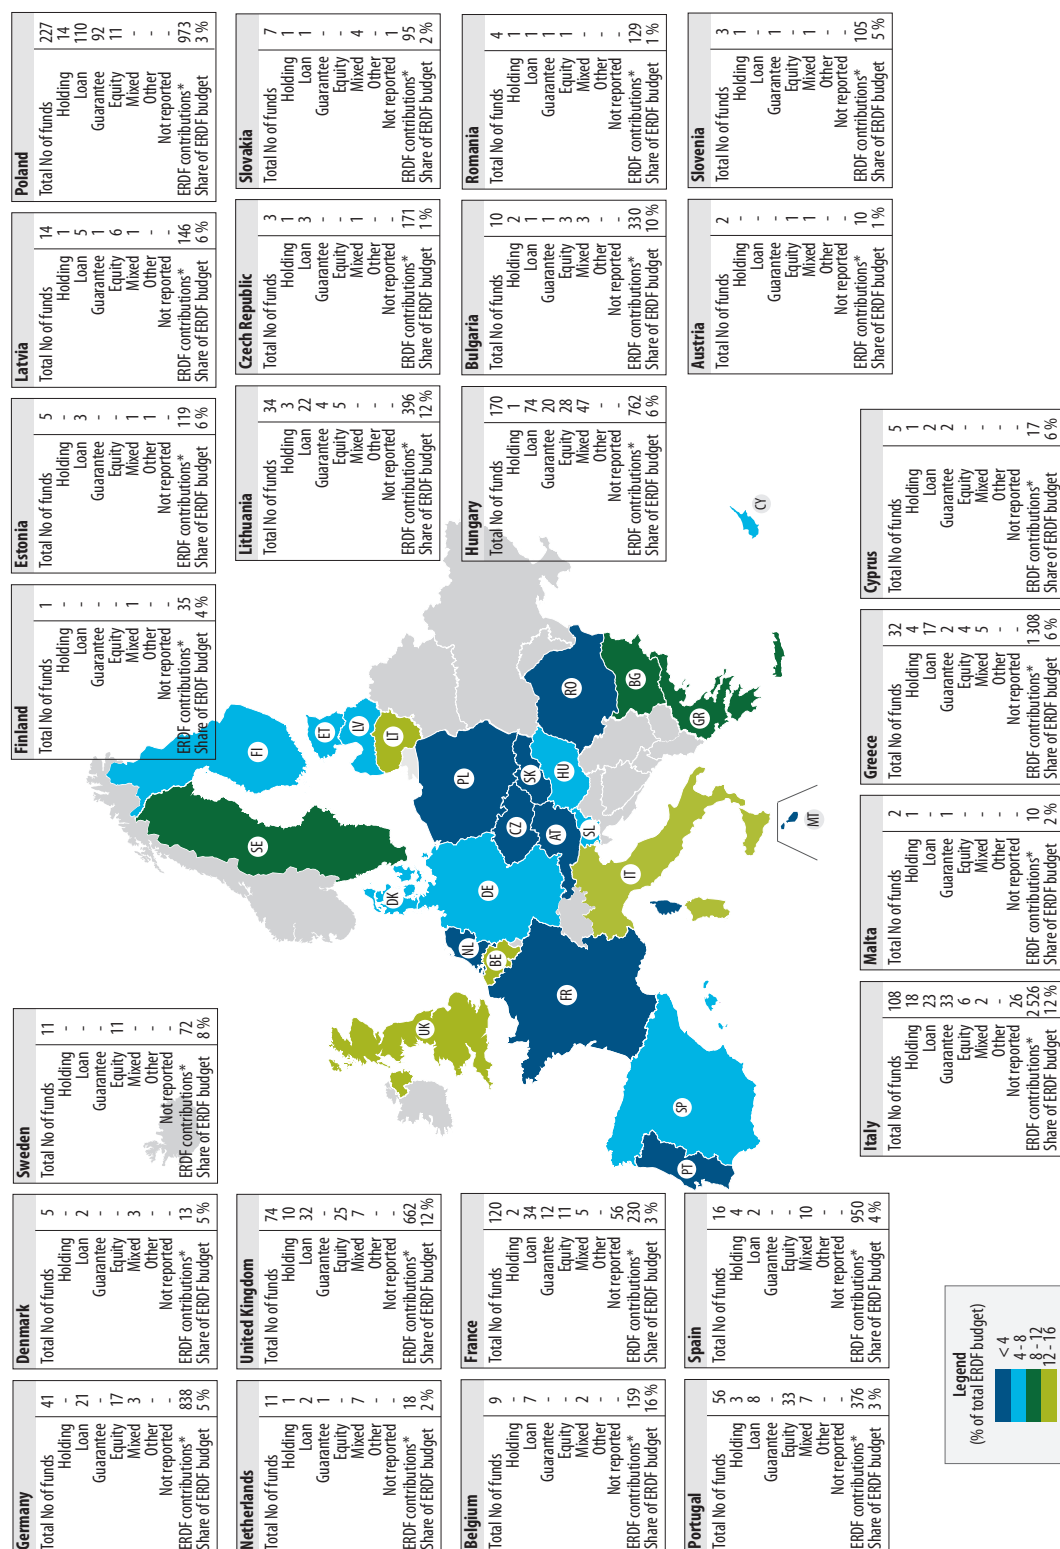 Germany
Total No of funds 41
Holding -
Loan 21
Guarantee -
Equity 17
Mixed 3
Other -
Not reported -
ERDF contributions* 838
Share of ERDF budget 5 %
Denmark
Total No of funds 5
Holding -
Loan 2
Guarantee -
Equity -
Mixed 3
Other -
Not reported -
ERDF contributions* 13
Share of ERDF budget 5 %
Sweden
Total No of funds 11
Holding -
Loan -
Guarantee -
Equity 11
Mixed -
Other -
Not reported -
ERDF contributions* 72
Share of ERDF budget 8 %
Finland
Total No of funds 1
Holding -
Loan -
Guarantee -
Equity -
Mixed 1
Other -
Not reported -
ERDF contributions* 35
Share of ERDF budget 4 %
Estonia
Total No of funds 5
Holding -
Loan 3
Guarantee -
Equity -
Mixed 1
Other 1
Not reported -
ERDF contributions* 119
Share of ERDF budget 6 %
Latvia
Total No of funds 14
Holding 1
Loan 5
Guarantee 1
Equity 6
Mixed 1
Other -
Not reported -
ERDF contributions* 146
Share of ERDF budget 6 %
Poland
Total No of funds 227
Holding 14
Loan 110
Guarantee 92
Equity 11
Mixed -
Other -
Not reported -
ERDF contributions* 973
Share of ERDF budget 3 %
Netherlands
Total No of funds 11
Holding 1
Loan 2
Guarantee 1
Equity -
Mixed 7
Other -
Not reported -
ERDF contributions* 18
Share of ERDF budget 2 %
United Kingdom
Total No of funds 74
Holding 10
Loan 32
Guarantee -
Equity 25
Mixed 7
Other -
Not reported -
ERDF contributions* 662
Share of ERDF budget 12 %
Lithuania
Total No of funds 34
Holding 3
Loan 22
Guarantee 4
Equity 5
Mixed -
Other -
Not reported -
ERDF contributions* 396
Share of ERDF budget 12 %
Czech Republic
Total No of funds 3
Holding 1
Loan 3
Guarantee -
Equity -
Mixed 1
Other -
Not reported -
ERDF contributions* 171
Share of ERDF budget 1 %
Slovakia
Total No of funds 7
Holding 1
Loan 1
Guarantee -
Equity -
Mixed 4
Other -
Not reported 1
ERDF contributions* 95
Share of ERDF budget 2 %
Belgium
Total No of funds 9
Holding -
Loan 7
Guarantee -
Equity -
Mixed 2
Other -
Not reported -
ERDF contributions* 159
Share of ERDF budget 16 %
France
Total No of funds 120
Holding 2
Loan 34
Guarantee 12
Equity 11
Mixed 5
Other -
Not reported 56
ERDF contributions* 230
Share of ERDF budget 3 %
Hungary
Total No of funds 170
Holding 1
Loan 74
Guarantee 20
Equity 28
Mixed 47
Other -
Not reported -
ERDF contributions* 762
Share of ERDF budget 6 %
Bulgaria
Total No of funds 10
Holding 2
Loan 1
Guarantee 1
Equity 3
Mixed 3
Other -
Not reported -
ERDF contributions* 330
Share of ERDF budget 10 %
Romania
Total No of funds 4
Holding 1
Loan 1
Guarantee 1
Equity 1
Mixed -
Other -
Not reported -
ERDF contributions* 129
Share of ERDF budget 1 %
Portugal
Total No of funds 56
Holding 3
Loan 8
Guarantee -
Equity 33
Mixed 7
Other -
Not reported -
ERDF contributions* 376
Share of ERDF budget 3 %
Spain
Total No of funds 16
Holding 4
Loan 2
Guarantee -
Equity -
Mixed 10
Other -
Not reported -
ERDF contributions* 950
Share of ERDF budget 4 %
Austria
Total No of funds 2
Holding -
Loan -
Guarantee -
Equity 1
Mixed 1
Other -
Not reported -
ERDF contributions* 10
Share of ERDF budget 1 %
Slovenia
Total No of funds 3
Holding 1
Loan -
Guarantee 1
Equity -
Mixed 1
Other -
Not reported -
ERDF contributions* 105
Share of ERDF budget 5 %
Italy
Total No of funds 108
Holding 18
Loan 23
Guarantee 33
Equity 6
Mixed 2
Other -
Not reported 26
ERDF contributions* 2 526
Share of ERDF budget 12 %
Malta
Total No of funds 2
Holding 1
Loan -
Guarantee 1
Equity -
Mixed -
Other -
Not reported -
ERDF contributions* 10
Share of ERDF budget 2 %
Greece
Total No of funds 32
Holding 4
Loan 17
Guarantee 2
Equity 4
Mixed 5
Other -
Not reported -
ERDF contributions* 1 308
Share of ERDF budget 6 %
Cyprus
Total No of funds 5
Holding 1
Loan 2
Guarantee 2
Equity -
Mixed -
Other -
Not reported -
ERDF contributions* 17
Share of ERDF budget 6 %
SE
FI
ET
LV
LT
DK
UK
NL
BE
DE
PL
CZ
SK
AT
HU
SL
RO
BG
GR
FR
IT
SP
PT
MT
CY
Legend
(% of total ERDF budget)
< 4
4 - 8
8 - 12
12 - 16